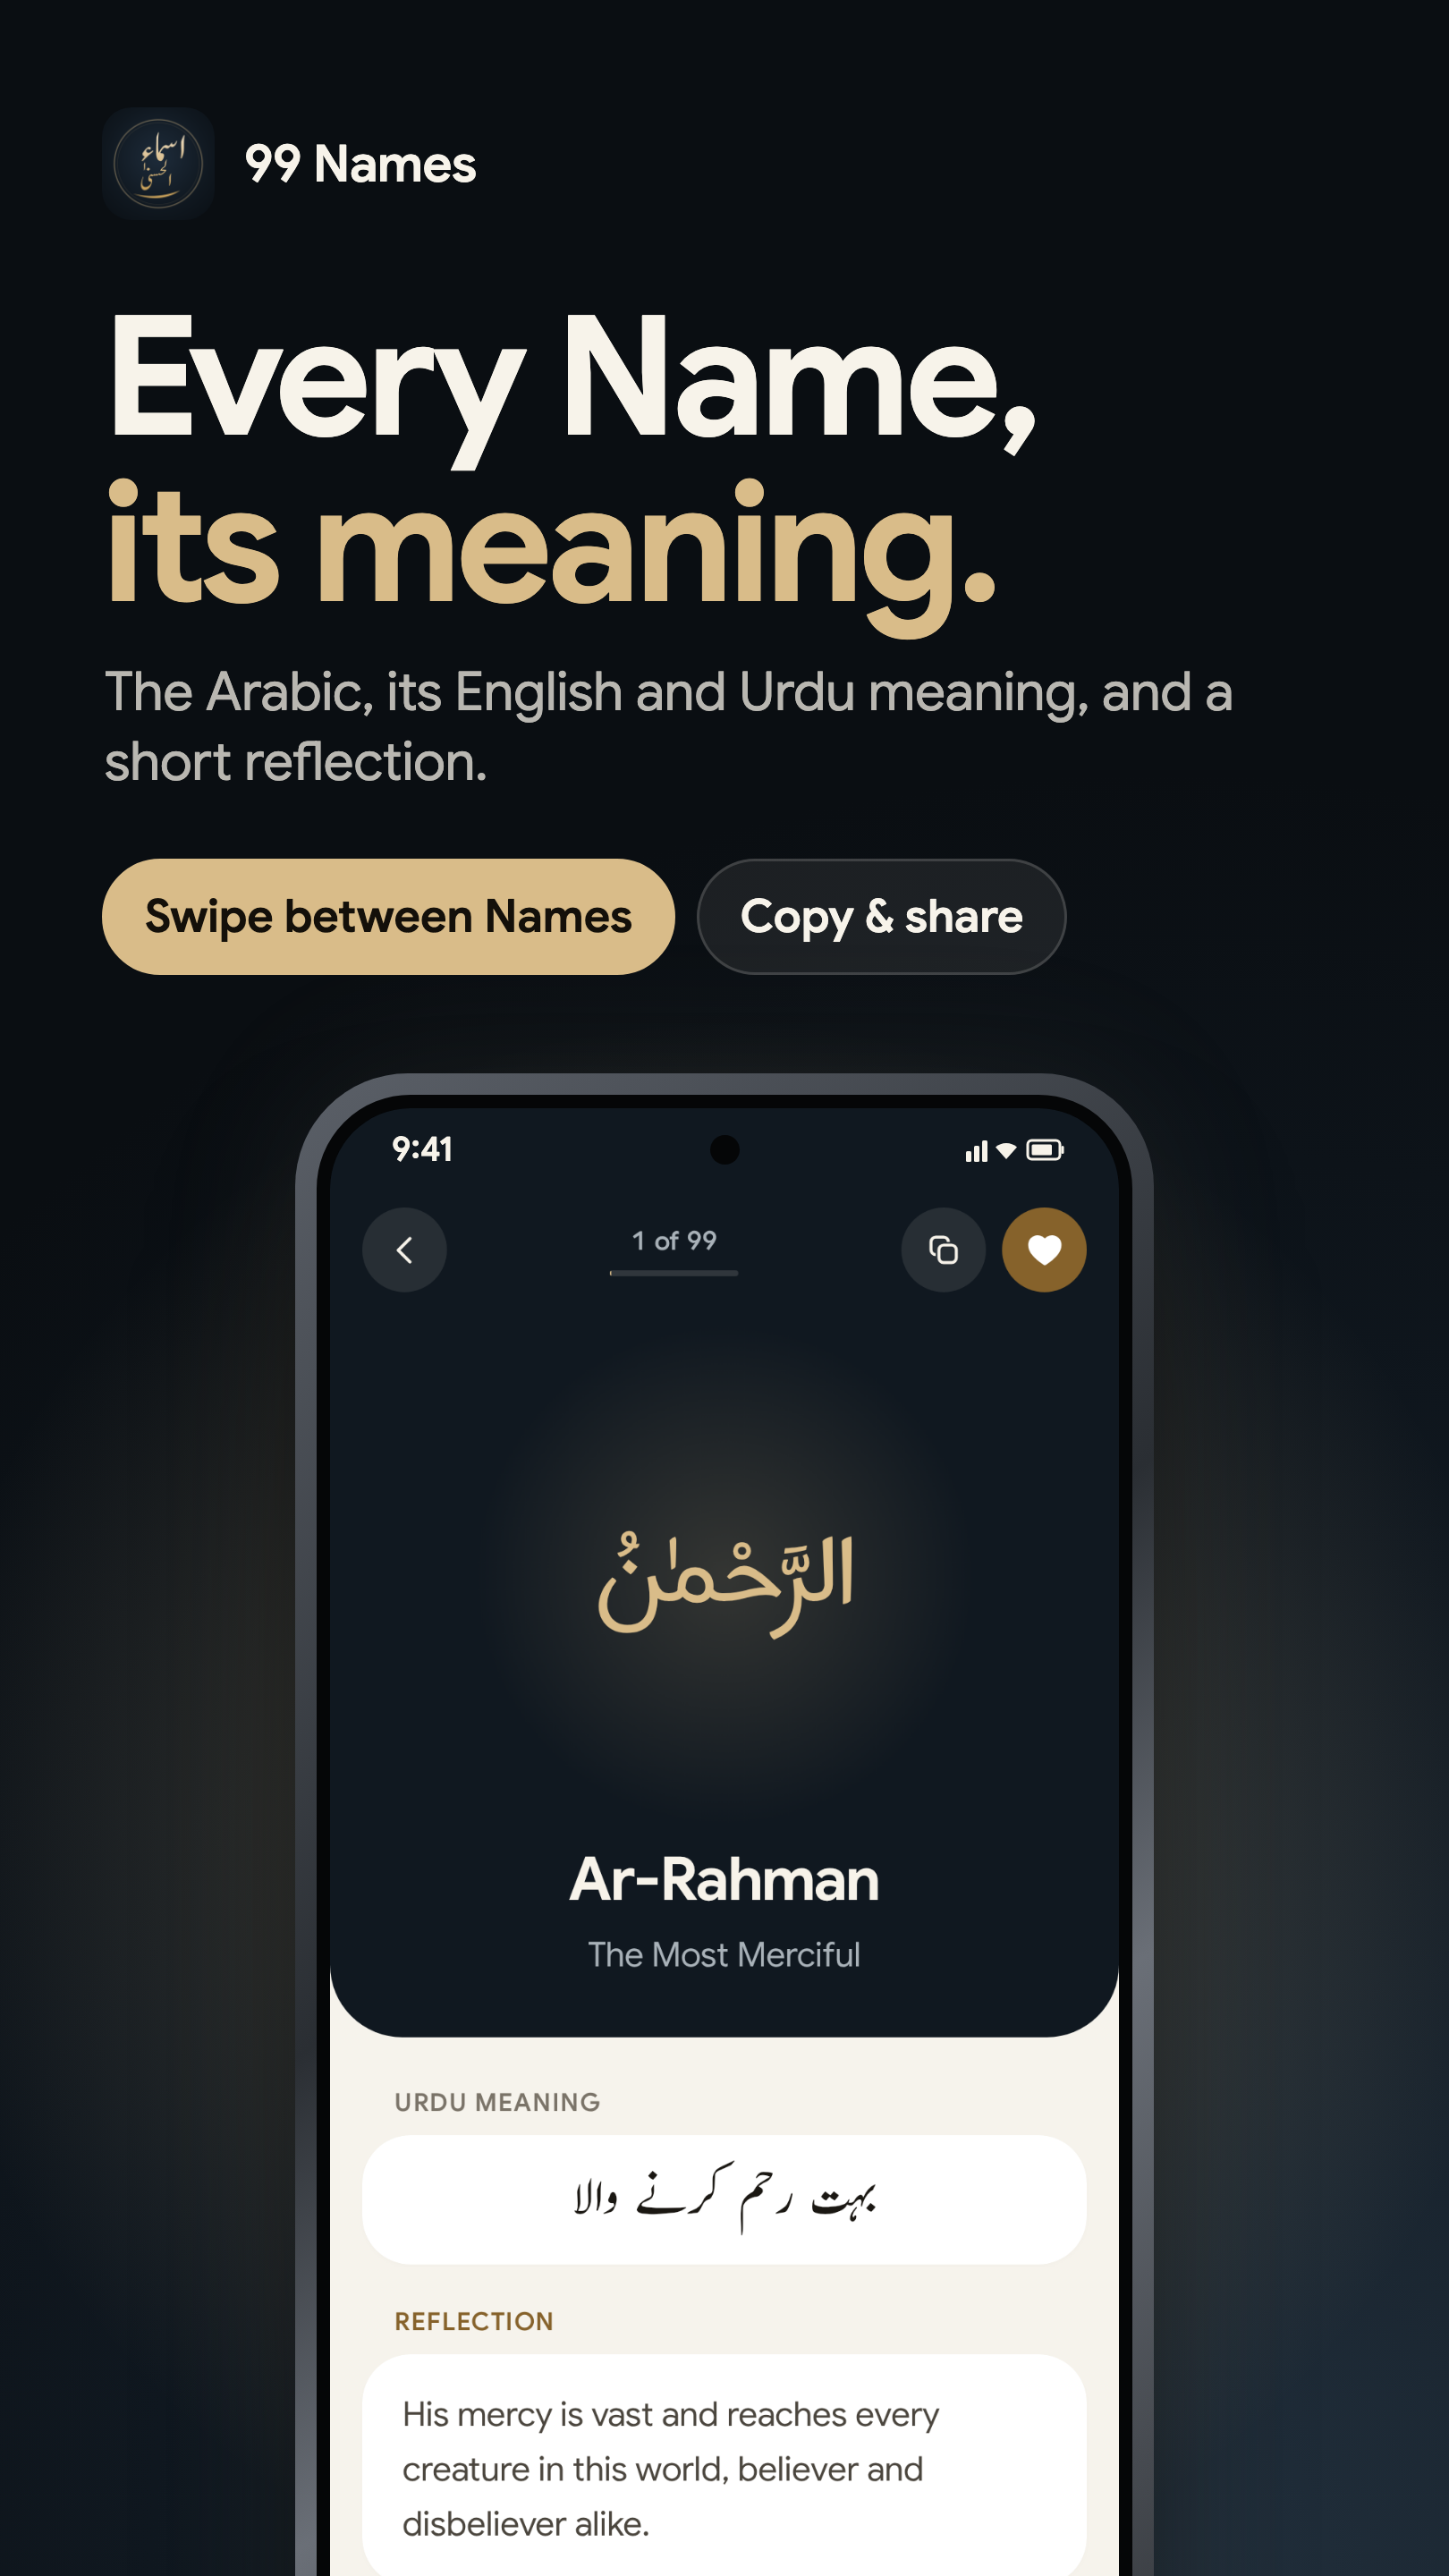 اسماء
الحسنى
99 Names
Every Name,
its meaning.
The Arabic, its English and Urdu meaning, and a
short reflection.
Swipe between Names
Copy & share
9:41
1 of 99
الرَّحْمٰنُ
Ar-Rahman
The Most Merciful
URDU MEANING
بہت رحم کرنے والا
REFLECTION
His mercy is vast and reaches every
creature in this world, believer and
disbeliever alike.